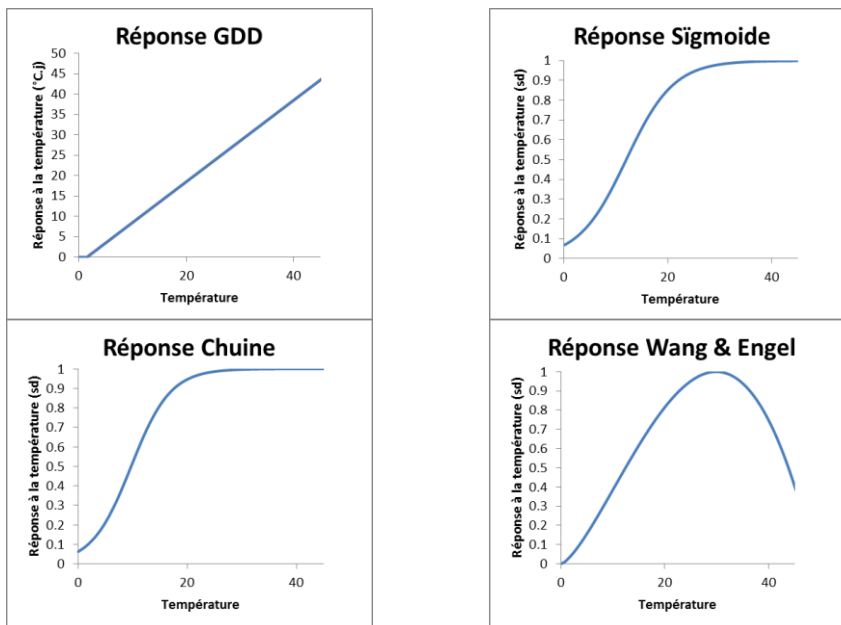 Réponse GDD
Réponse à la température (°C.j)
50
45
40
35
30
25
20
15
10
5
0
0 20 40
Température
Réponse Sïgmoide
Réponse à la température (sd)
1
0.9
0.8
0.7
0.6
0.5
0.4
0.3
0.2
0.1
0
0 20 40
Température
Réponse Chuine
Réponse à la température (sd)
1
0.9
0.8
0.7
0.6
0.5
0.4
0.3
0.2
0.1
0
0 20 40
Température
Réponse Wang & Engel
Réponse à la température (sd)
1
0.9
0.8
0.7
0.6
0.5
0.4
0.3
0.2
0.1
0
0 20 40
Température